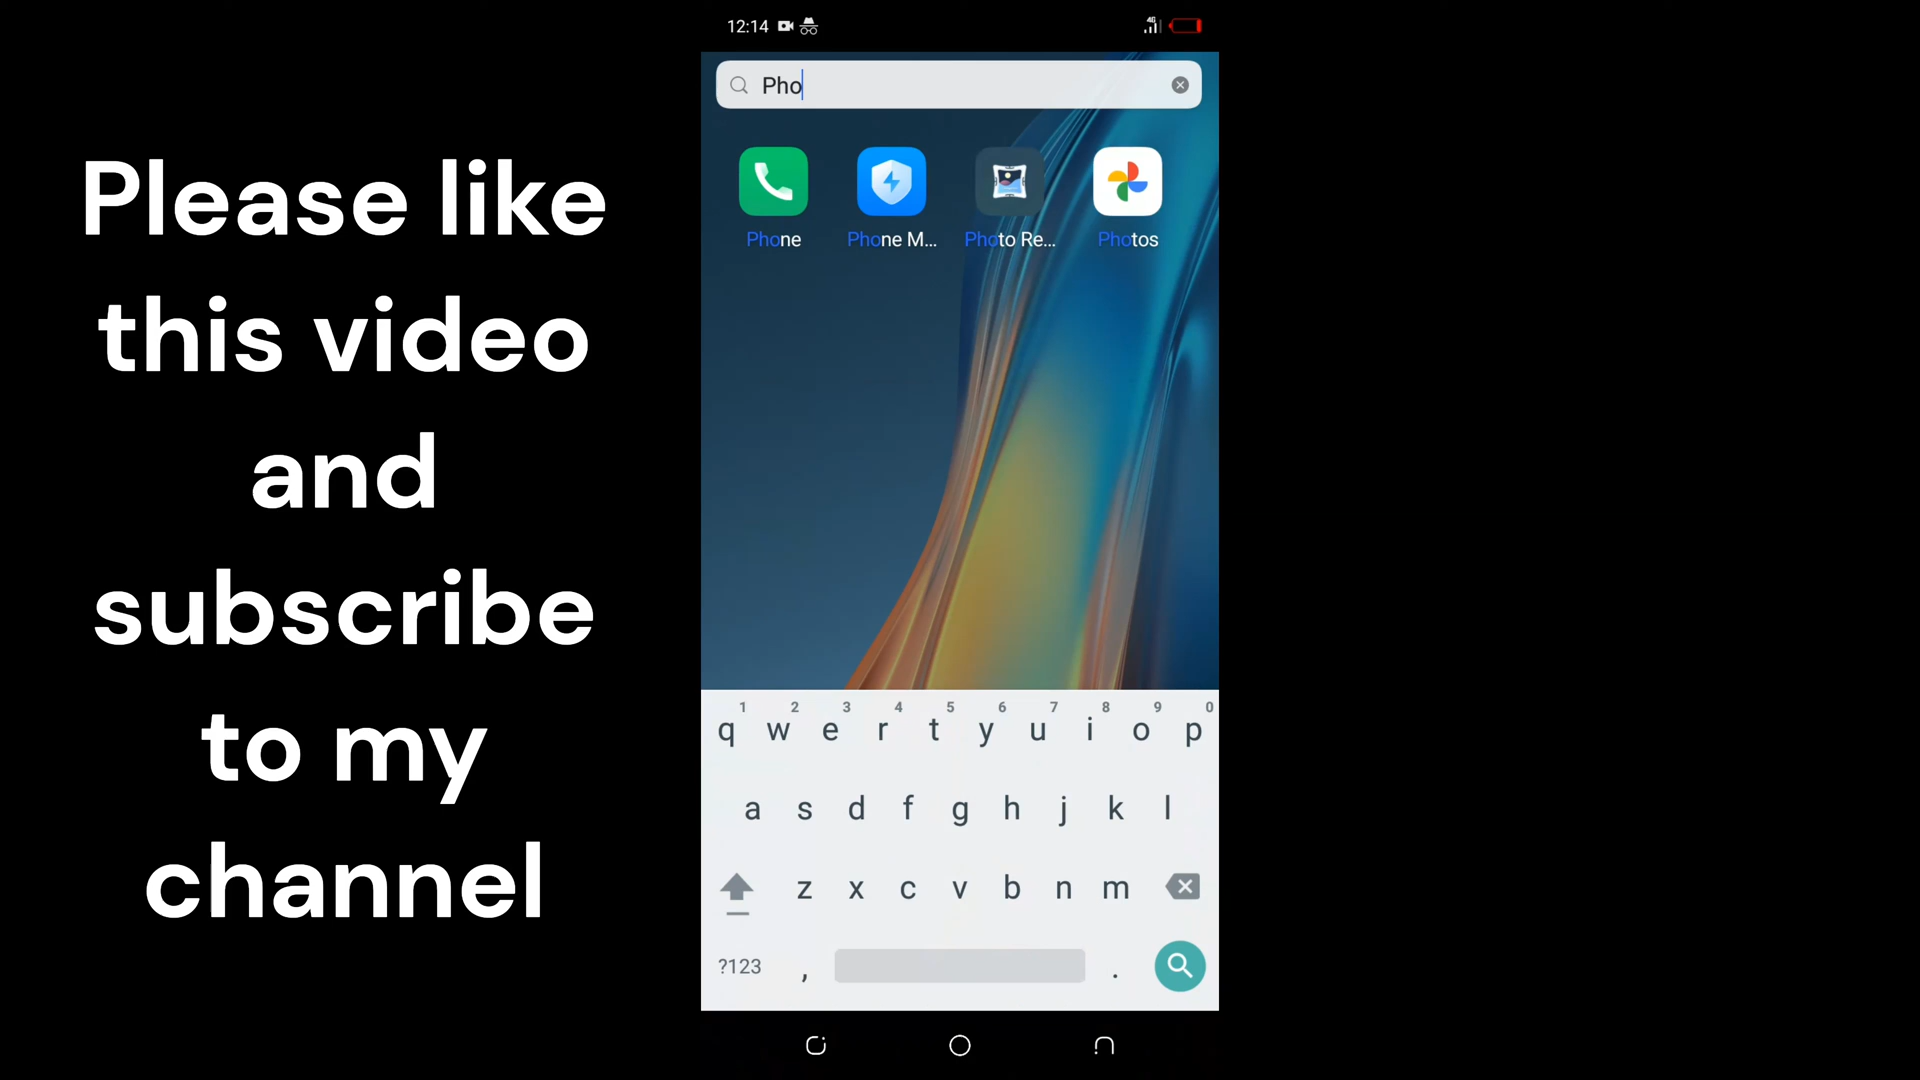 Please like
this video
and
subscribe
to my
channel
12:14
4G
Pho
Phone
Phone M...
Photo Re...
Photos
1 2 3 4 5 6 7 8 9 0
q w e r t y u i o p
a s d f g h j k l
z x c v b n m
?123 , .